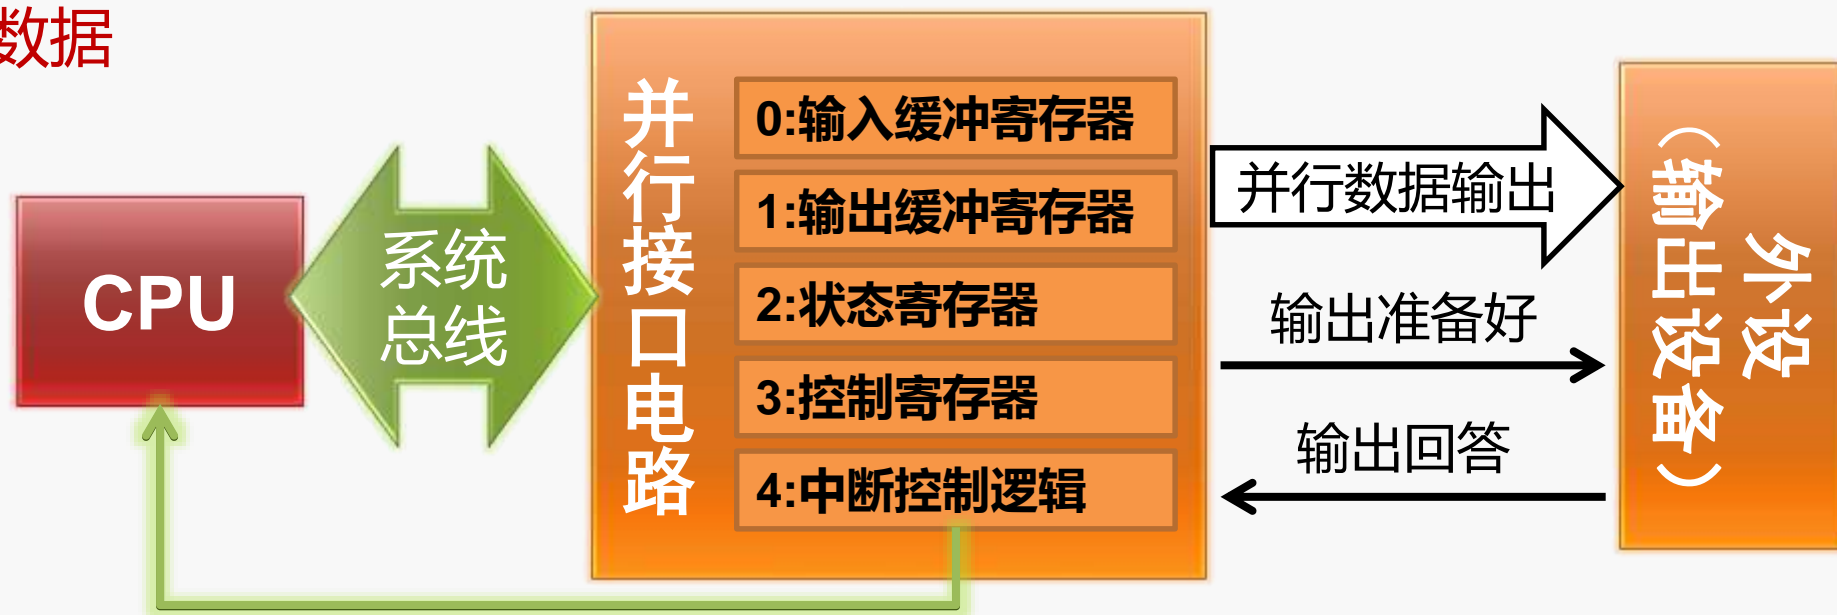 数据
CPU
系统
总线
并行接口电路
0:输入缓冲寄存器
1:输出缓冲寄存器
2:状态寄存器
3:控制寄存器
4:中断控制逻辑
并行数据输出
输出准备好
输出回答
外设
（输出设备）